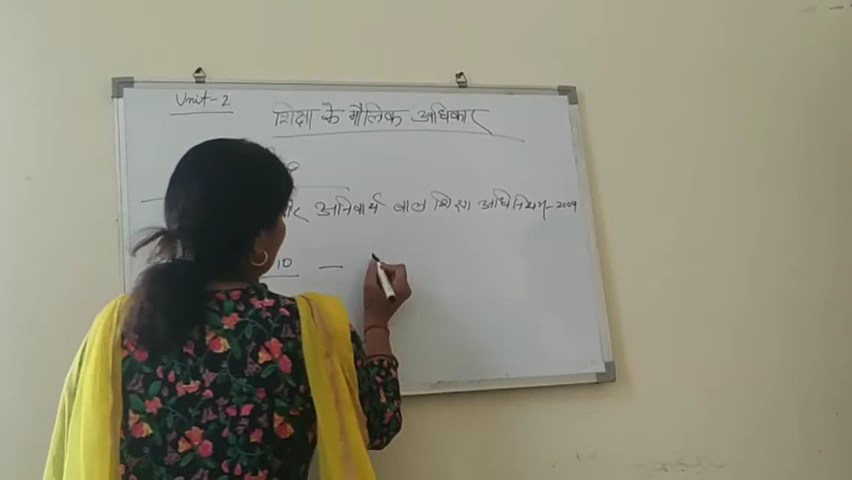 Unit-2
शिक्षा के मौलिक अधिकार
अनिवार्य बाल शिक्षा अधिनियम-2009
10 —